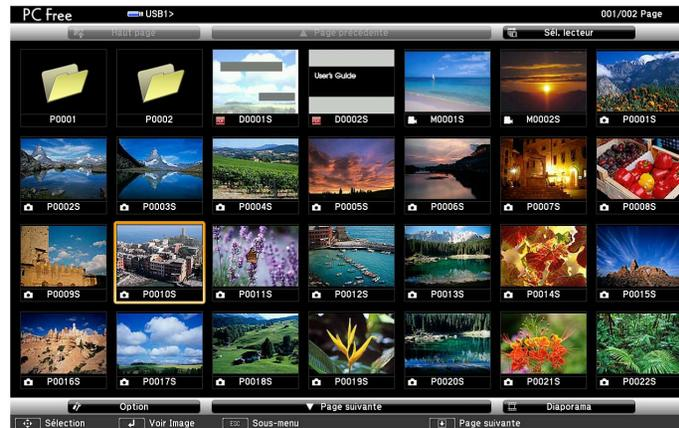 PC Free USB1> 001/002 Page
Haut page Page précédente Sél. lecteur
User's Guide
P0001 P0002 D0001S D0002S M0001S M0002S P0001S
P0002S P0003S P0004S P0005S P0006S P0007S P0008S
P0009S P0010S P0011S P0012S P0013S P0014S P0015S
P0016S P0017S P0018S P0019S P0020S P0021S P0022S
Option Page suivante Diaporama
Sélection Voir Image ESC Sous-menu Page suivante